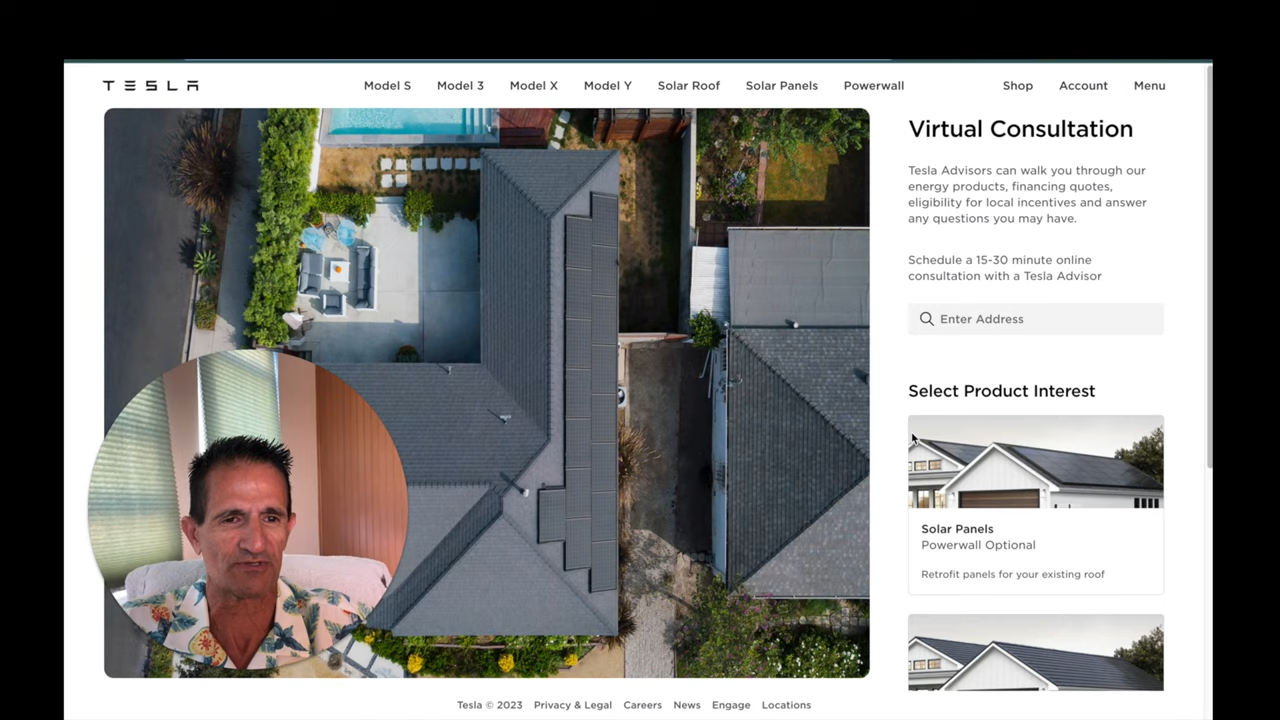 TESLA
Model S
Model 3
Model X
Model Y
Solar Roof
Solar Panels
Powerwall
Shop
Account
Menu
Virtual Consultation
Tesla Advisors can walk you through our
energy products, financing quotes,
eligibility for local incentives and answer
any questions you may have.
Schedule a 15-30 minute online
consultation with a Tesla Advisor
Enter Address
Select Product Interest
Solar Panels
Powerwall Optional
Retrofit panels for your existing roof
Tesla © 2023
Privacy & Legal
Careers
News
Engage
Locations